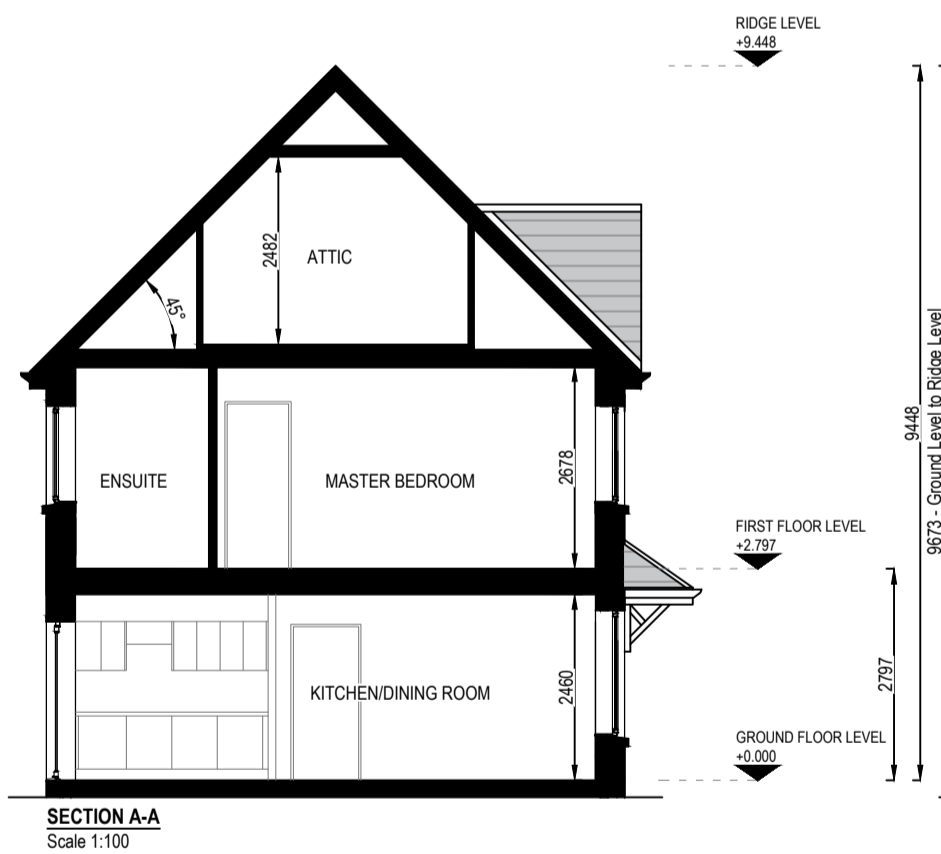 RIDGE LEVEL
+9.448
2482
ATTIC
45°
9448
9673 - Ground Level to Ridge Level
ENSUITE
MASTER BEDROOM
2678
FIRST FLOOR LEVEL
+2.797
KITCHEN/DINING ROOM
2460
2797
GROUND FLOOR LEVEL
+0.000
SECTION A-A
Scale 1:100